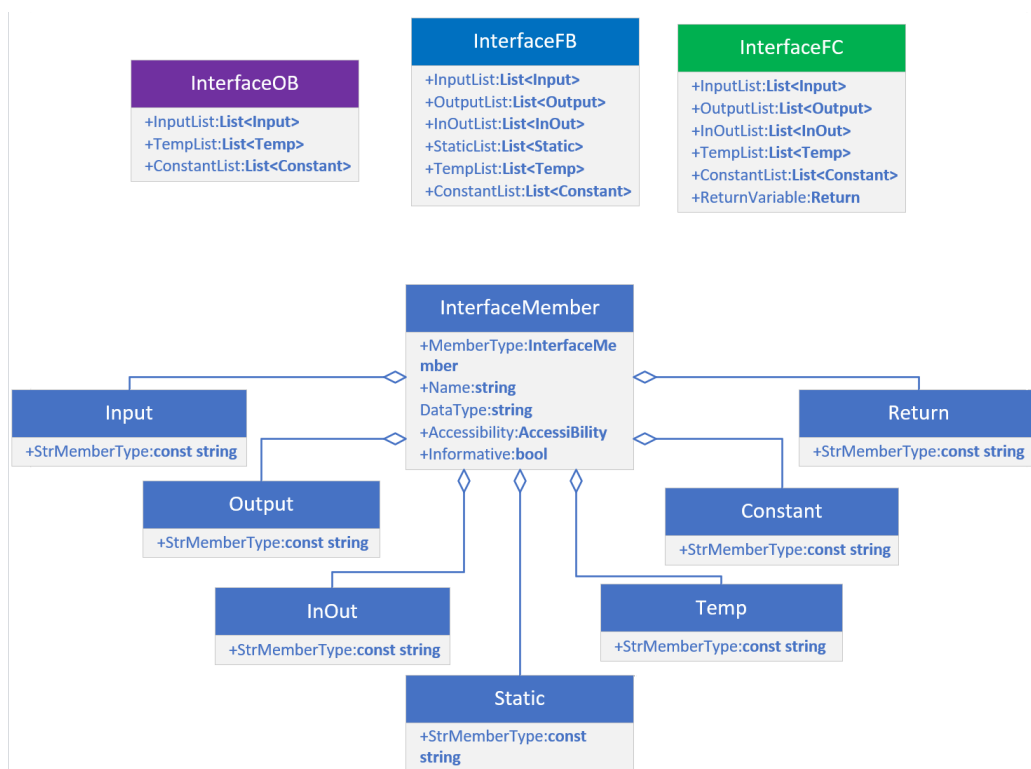 InterfaceOB
+InputList:List<Input>
+TempList:List<Temp>
+ConstantList:List<Constant>
InterfaceFB
+InputList:List<Input>
+OutputList:List<Output>
+InOutList:List<InOut>
+StaticList:List<Static>
+TempList:List<Temp>
+ConstantList:List<Constant>
InterfaceFC
+InputList:List<Input>
+OutputList:List<Output>
+InOutList:List<InOut>
+TempList:List<Temp>
+ConstantList:List<Constant>
+ReturnVariable:Return
InterfaceMember
+MemberType:InterfaceMe
mber
+Name:string
DataType:string
+Accessibility:AccessiBility
+Informative:bool
Input
+StrMemberType:const string
Return
+StrMemberType:const string
Output
+StrMemberType:const string
Constant
+StrMemberType:const string
InOut
+StrMemberType:const string
Temp
+StrMemberType:const string
Static
+StrMemberType:const
string